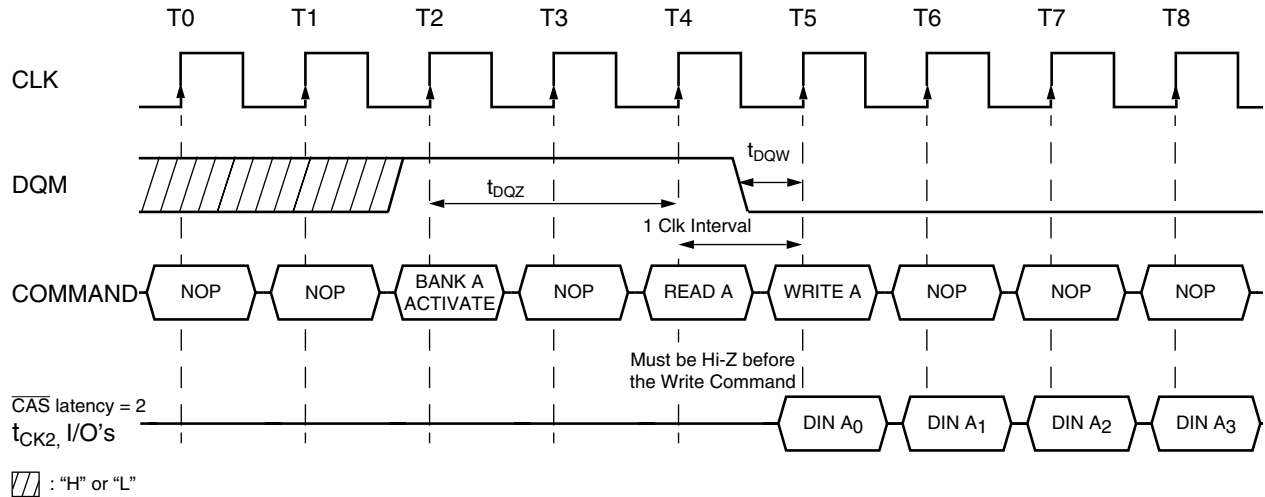 T0 T1 T2 T3 T4 T5 T6 T7 T8
CLK
DQM
tDQW
tDQZ
1 Clk Interval
COMMAND NOP NOP BANK A ACTIVATE NOP READ A WRITE A NOP NOP NOP
Must be Hi-Z before
the Write Command
CAS latency = 2
tCK2, I/O's DIN A0 DIN A1 DIN A2 DIN A3
: “H” or “L”